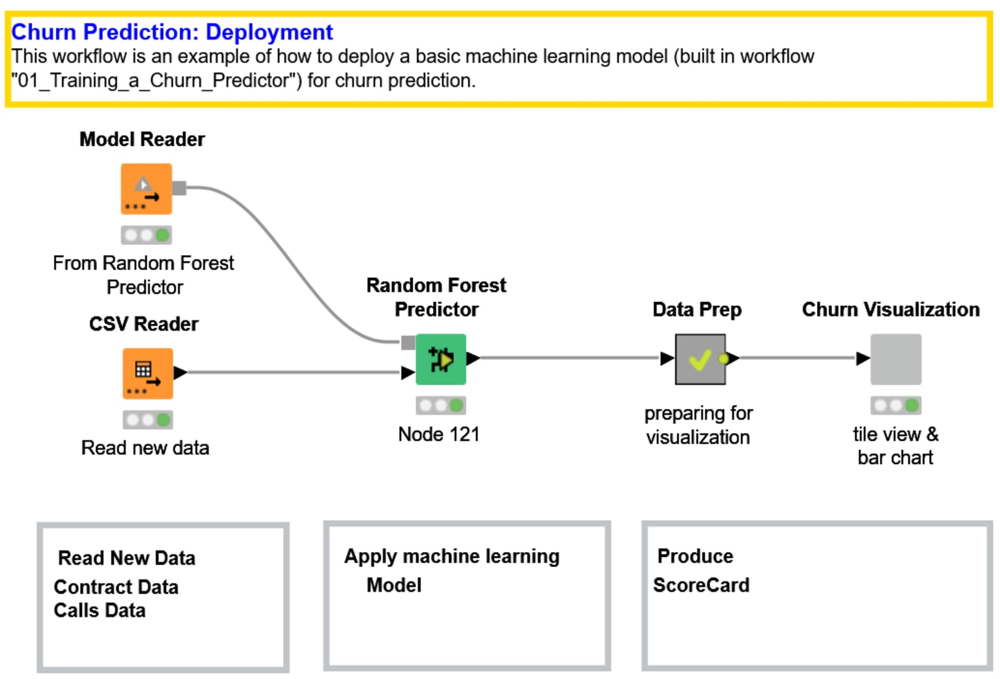 Churn Prediction: Deployment
This workflow is an example of how to deploy a basic machine learning model (built in workflow
"01_Training_a_Churn_Predictor") for churn prediction.
Model Reader
From Random Forest
Predictor
CSV Reader
Read new data
Random Forest
Predictor
Node 121
Data Prep
preparing for
visualization
Churn Visualization
tile view &
bar chart
Read New Data
Contract Data
Calls Data
Apply machine learning
Model
Produce
ScoreCard